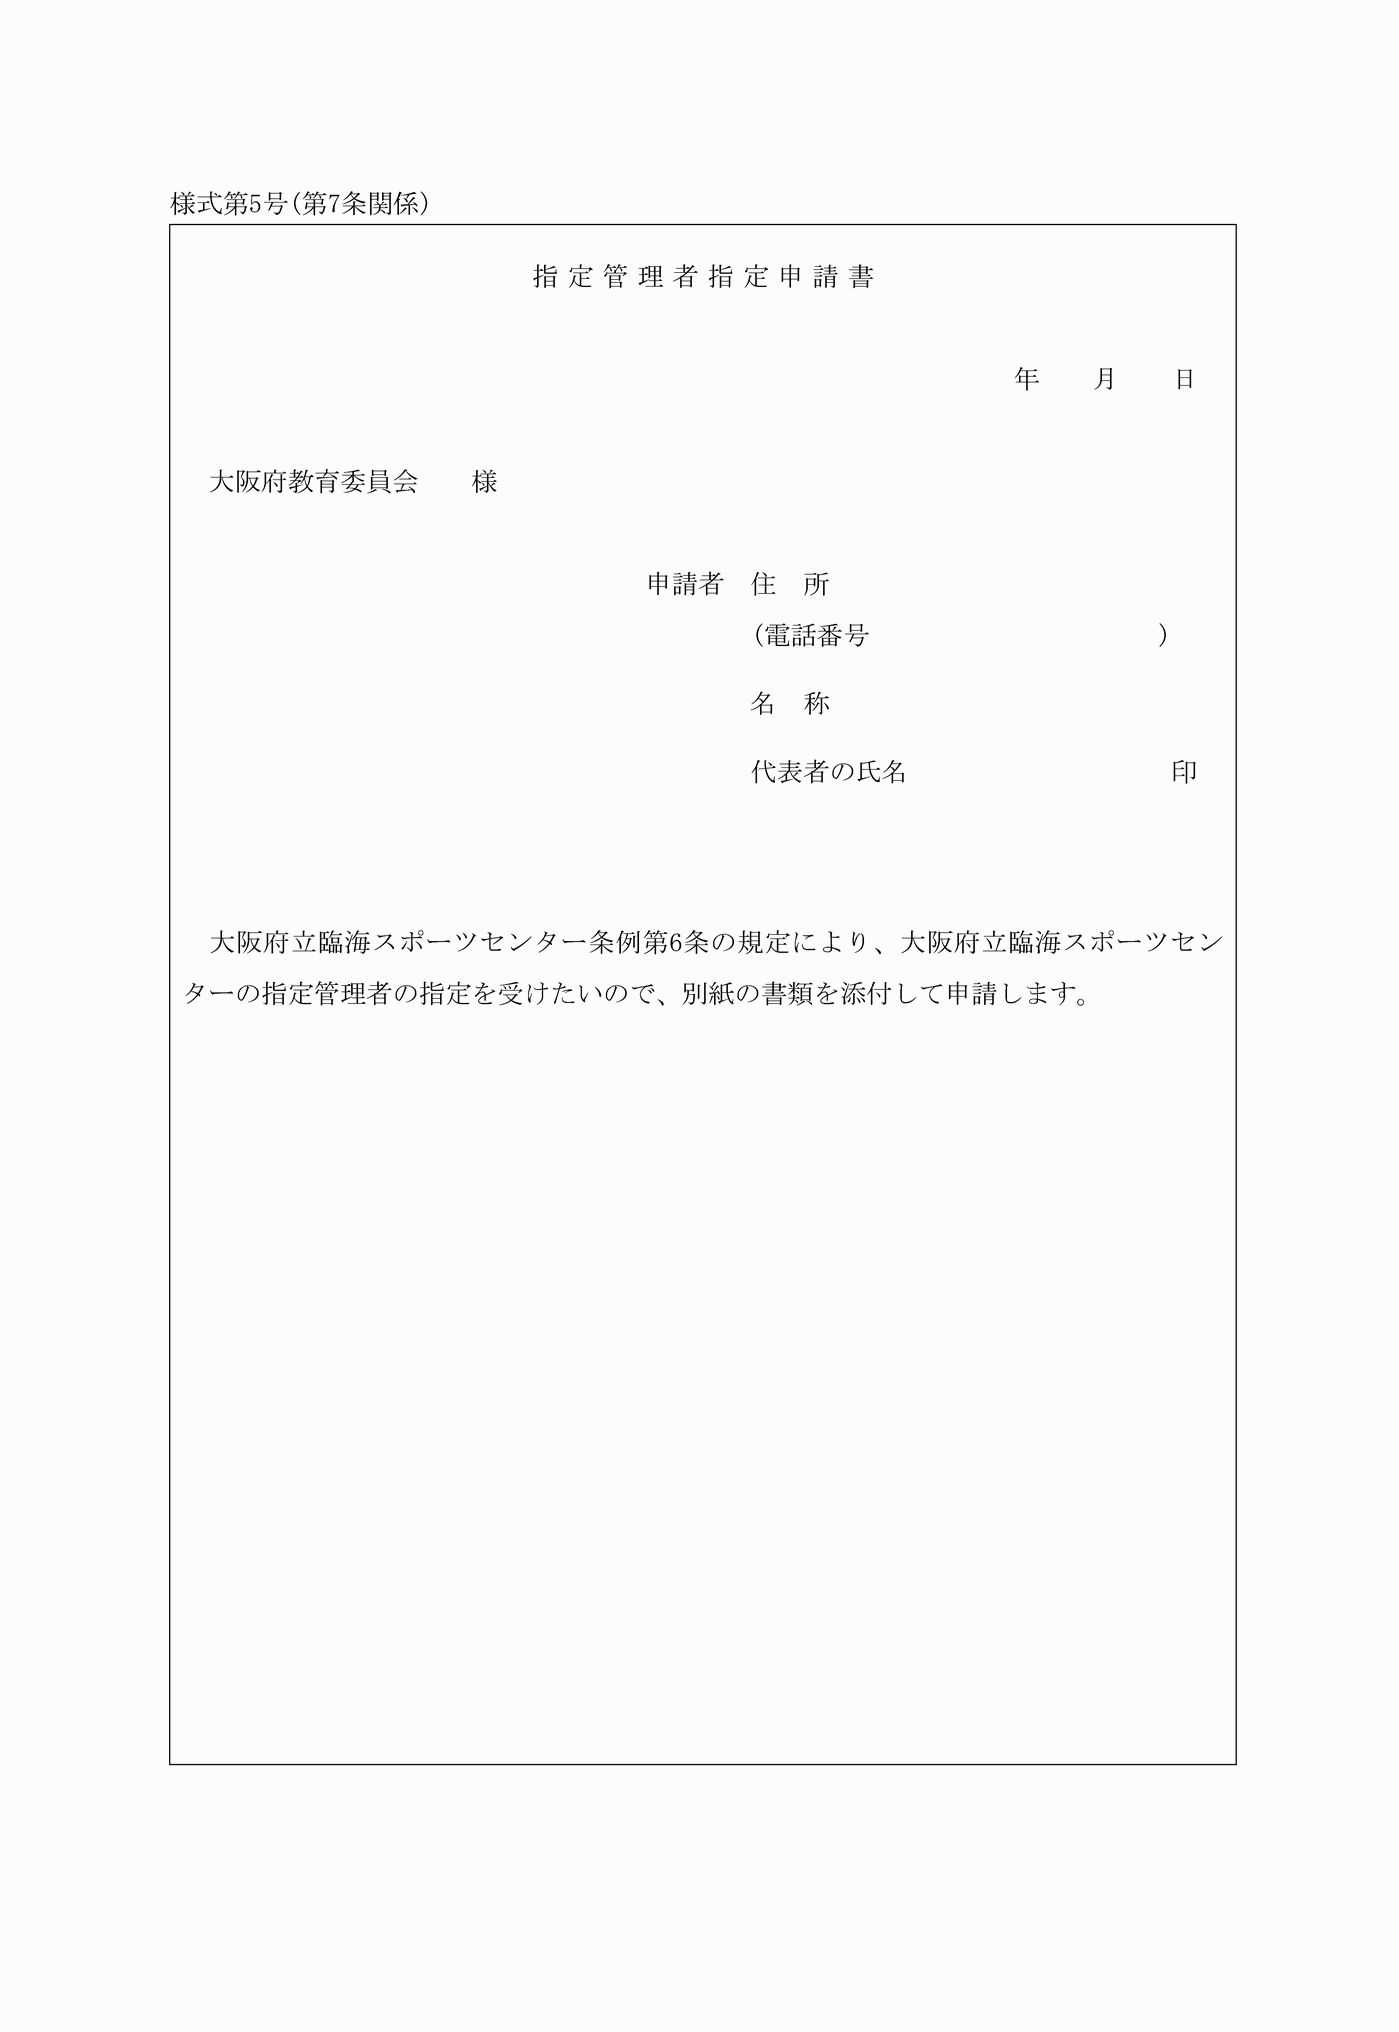 様式第5号(第7条関係)
指定管理者指定申請書
年　　月　　日
大阪府教育委員会　　様
申請者　住　所
(電話番号　　　　　　　　　　　)
名　称
代表者の氏名　　　　　　　　　　印
大阪府立臨海スポーツセンター条例第6条の規定により、大阪府立臨海スポーツセン
ターの指定管理者の指定を受けたいので、別紙の書類を添付して申請します。